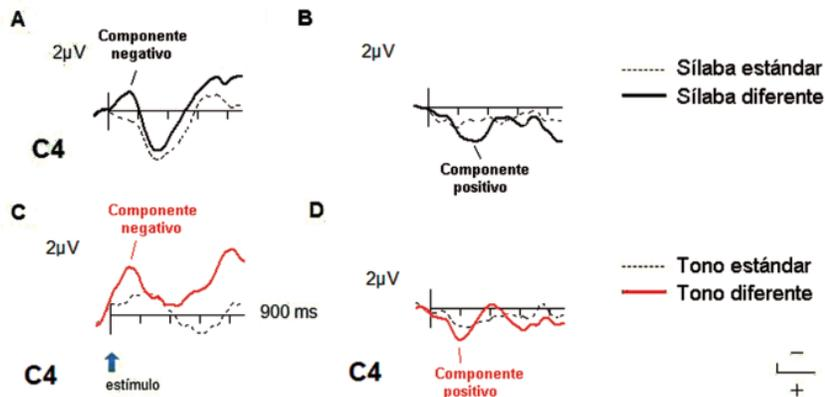 A
Componente
negativo
2µV
C4
B
2µV
Componente
positivo
Sílaba estándar
Sílaba diferente
C
Componente
negativo
2µV
900 ms
estímulo
C4
D
2µV
Componente
positivo
C4
Tono estándar
Tono diferente
−
+